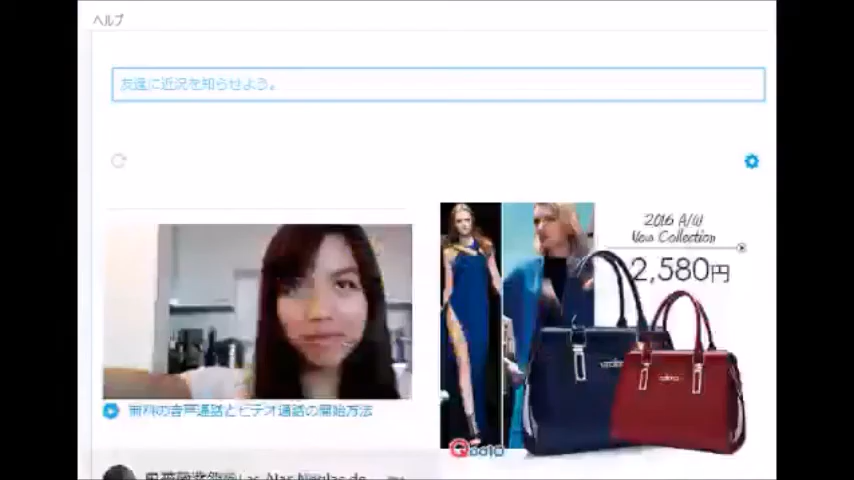 ヘルプ
友達に近況を知らせよう。
2016 A/W
New Collection
2,580円
無料の音声通話とビデオ通話の開始方法
Qoo10